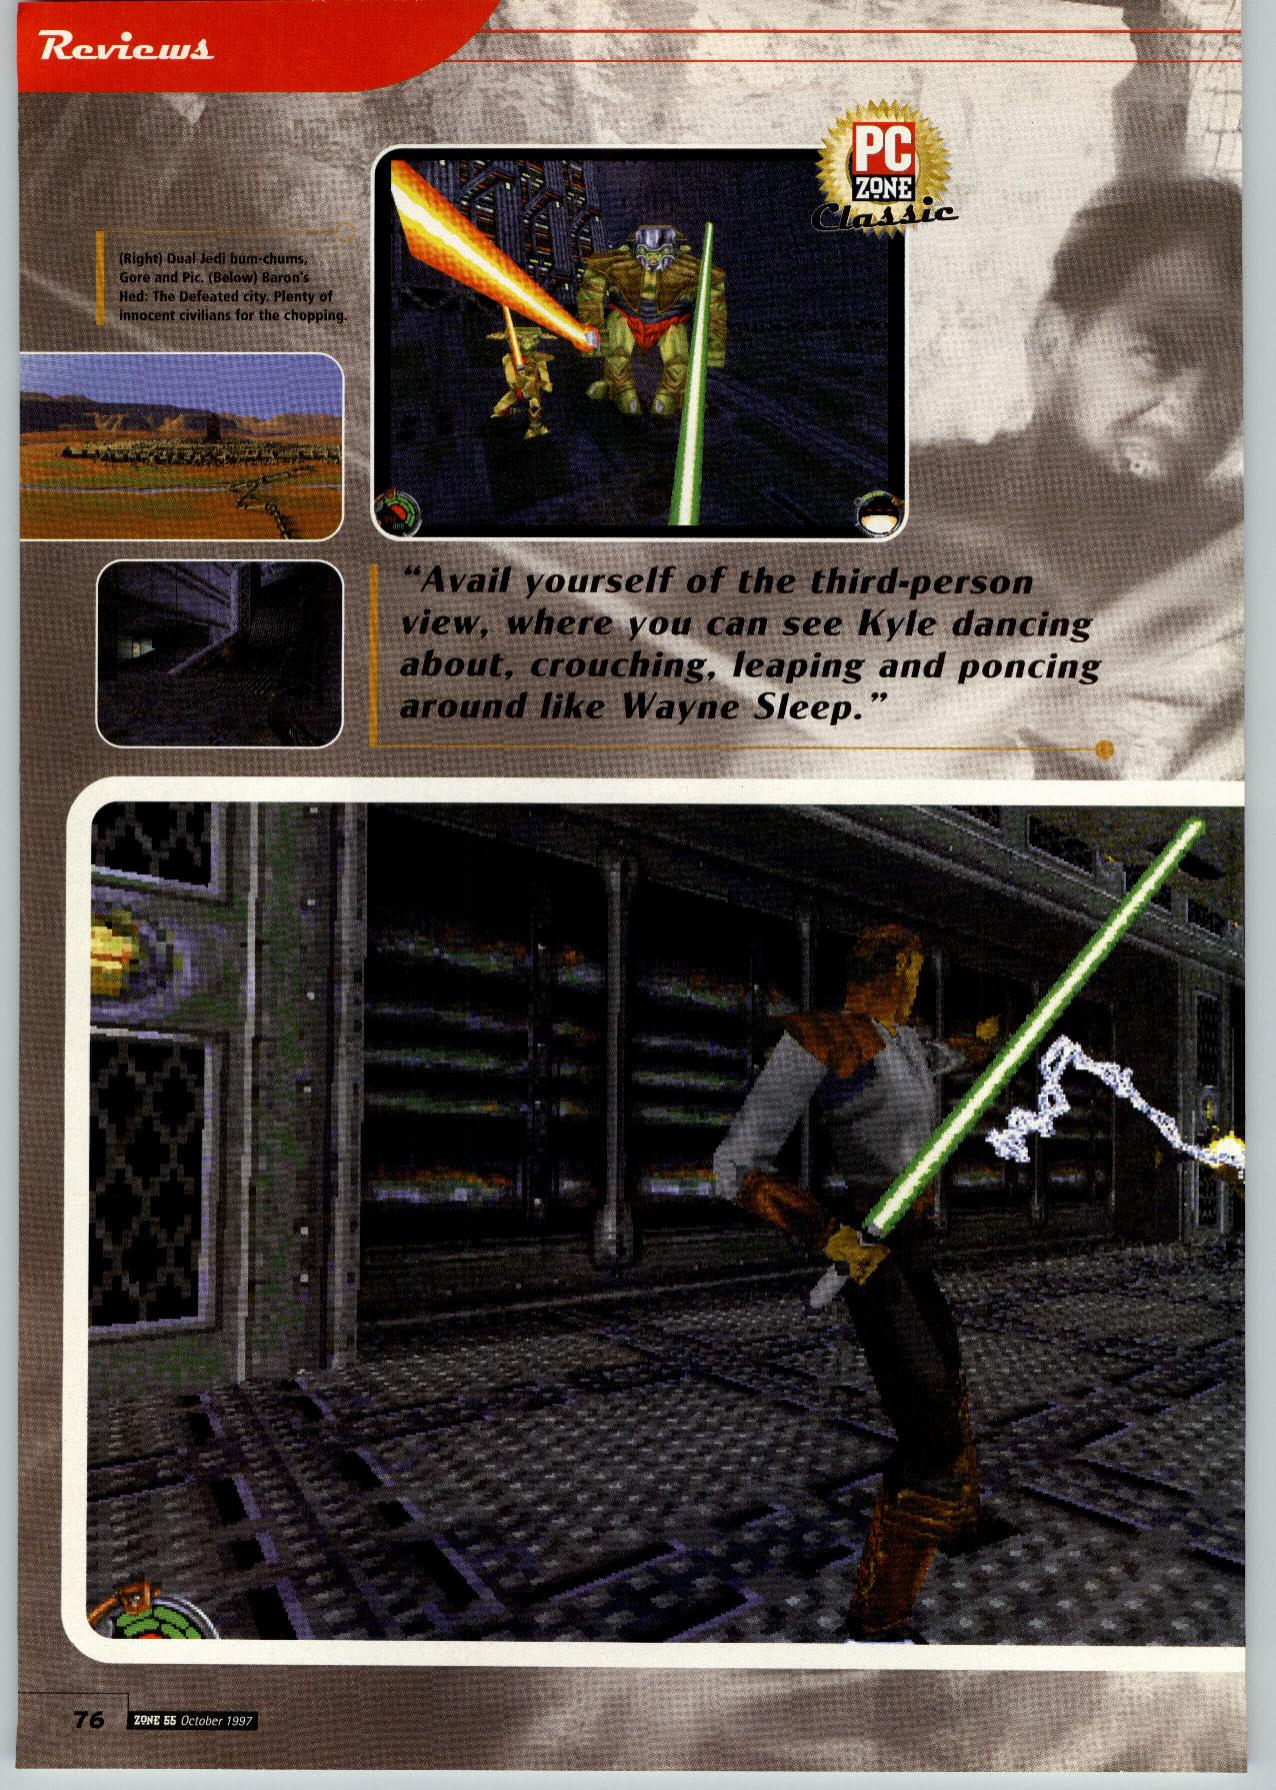 Reviews
PC
ZONE
Classic
(Right) Dual Jedi bum-chums,
Gore and Pic. (Below) Baron's
Hed: The Defeated city. Plenty of
innocent civilians for the chopping.
“Avail yourself of the third-person
view, where you can see Kyle dancing
about, crouching, leaping and poncing
around like Wayne Sleep.”
76
ZONE 55 October 1997